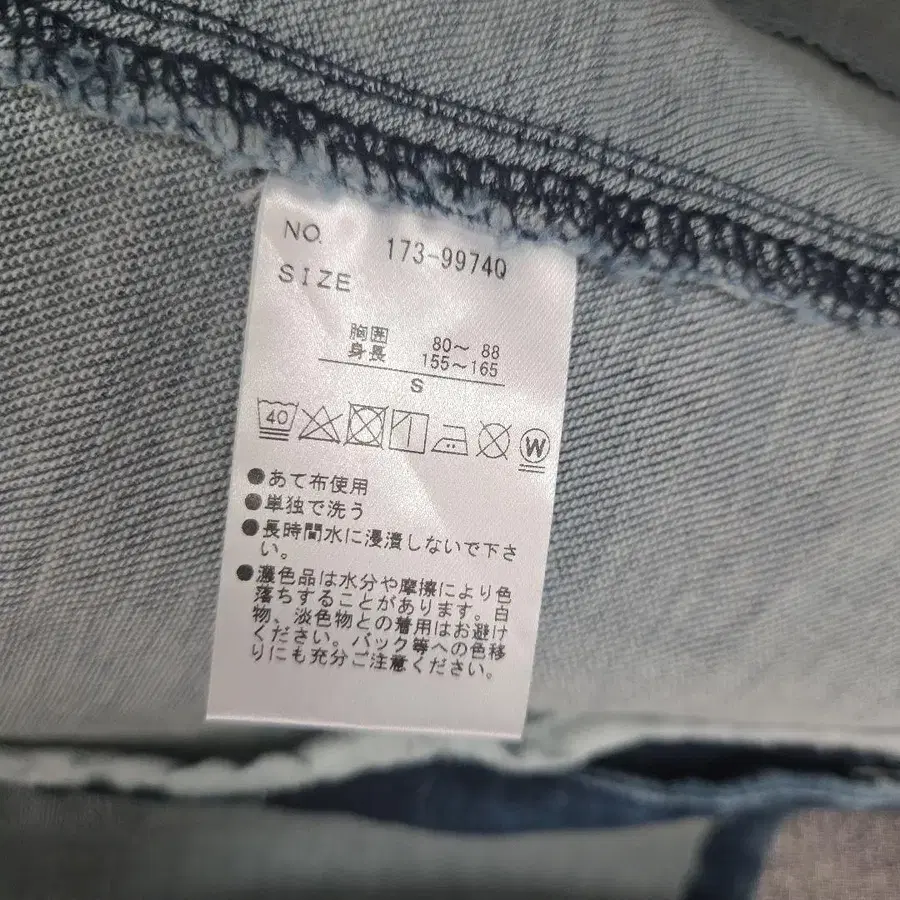 NO. 173-9974Q
SIZE
胸囲 80～ 88
身長 155～165
S
40
W
●あて布使用
●単独で洗う
●長時間水に浸漬しないで下さ
い。
●濃色品は水分や摩擦により色
落ちすることがあります。白
物、淡色物との着用はお避け
ください。バック等への色移
りにも充分ご注意ください。